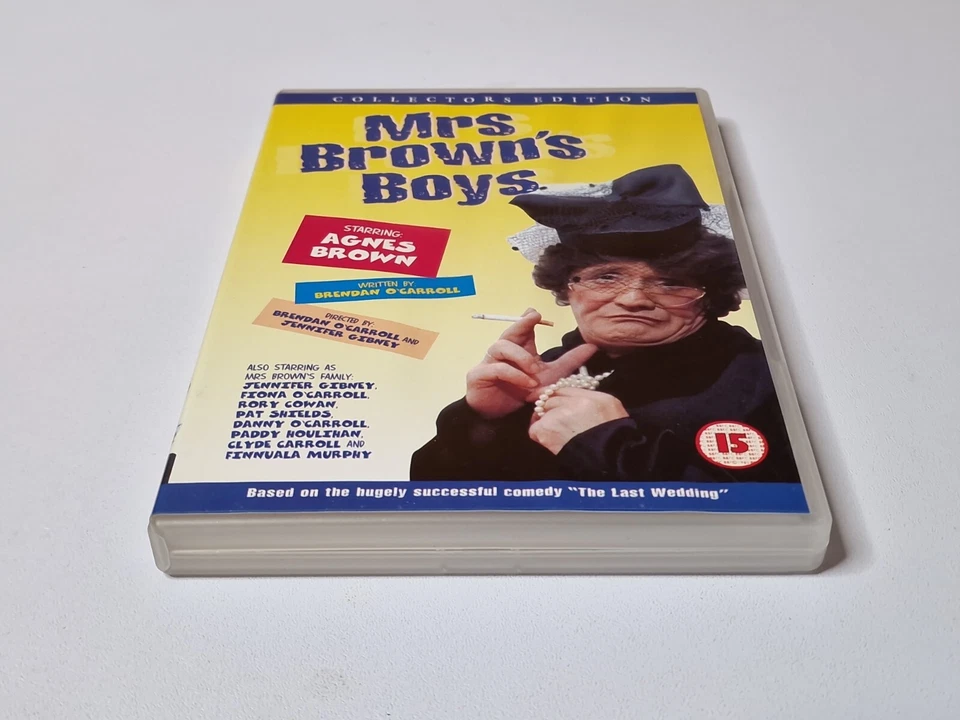 COLLECTORS EDITION
Mrs
Brown's
Boys
STARRING:
AGNES
BROWN
WRITTEN BY:
BRENDAN O'CARROLL
DIRECTED BY:
BRENDAN O'CARROLL AND
JENNIFER GIBNEY
ALSO STARRING AS
MRS BROWN'S FAMILY:
JENNIFER GIBNEY,
FIONA O'CARROLL,
RORY COWAN,
PAT SHIELDS,
DANNY O'CARROLL,
PADDY HOULIHAN,
CLYDE CARROLL AND
FINNUALA MURPHY
15
Based on the hugely successful comedy "The Last Wedding"